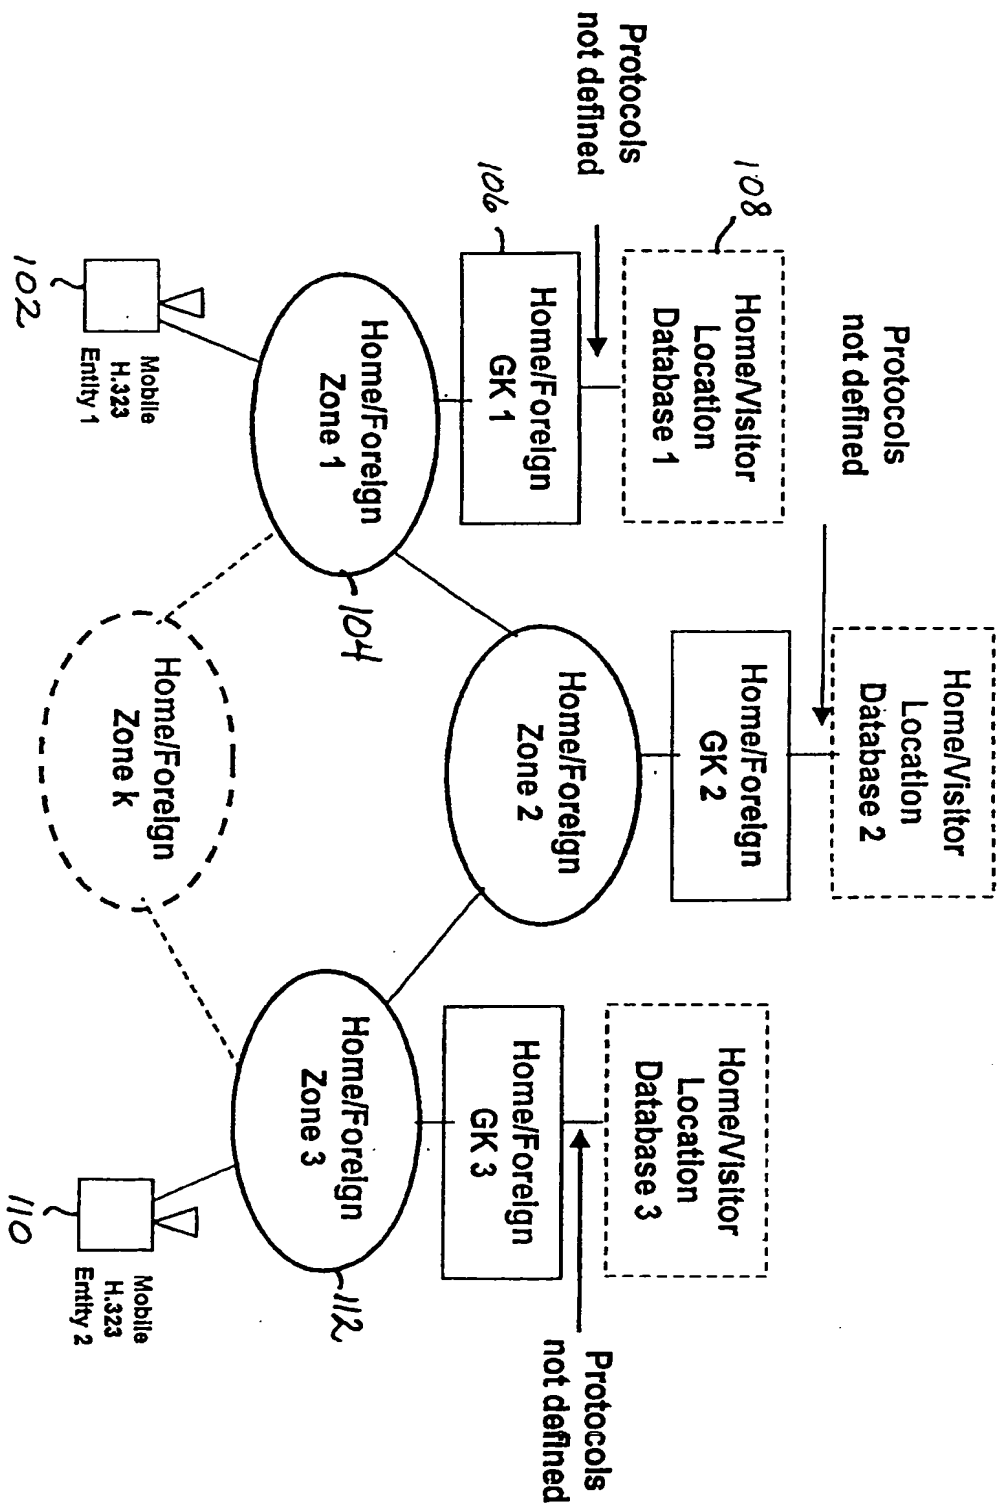 Protocols
not defined
108
Home/Visitor
Location
Database 1
106
Home/Foreign
GK 1
Home/Foreign
Zone 1
104
102
Mobile
H.323
Entity 1
Protocols
not defined
Home/Visitor
Location
Database 2
Home/Foreign
GK 2
Home/Foreign
Zone 2
Home/Foreign
Zone k
Home/Visitor
Location
Database 3
Home/Foreign
GK 3
Protocols
not defined
Home/Foreign
Zone 3
112
110
Mobile
H.323
Entity 2